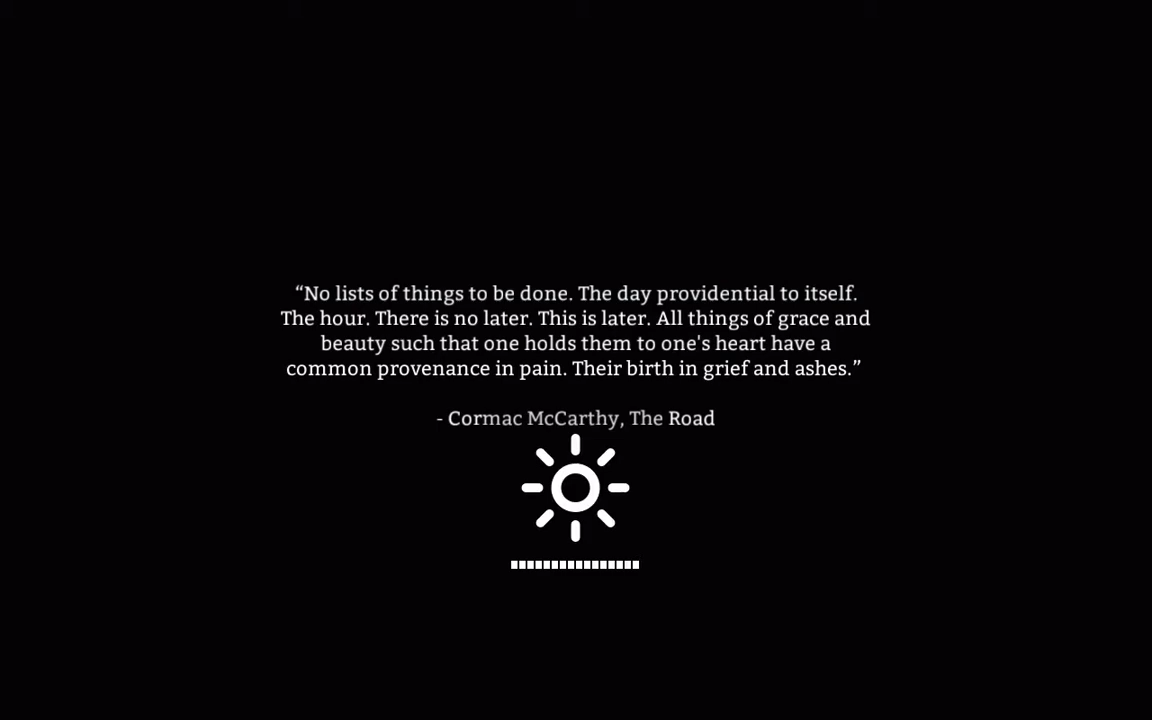 “No lists of things to be done. The day providential to itself.
The hour. There is no later. This is later. All things of grace and
beauty such that one holds them to one's heart have a
common provenance in pain. Their birth in grief and ashes.”
- Cormac McCarthy, The Road